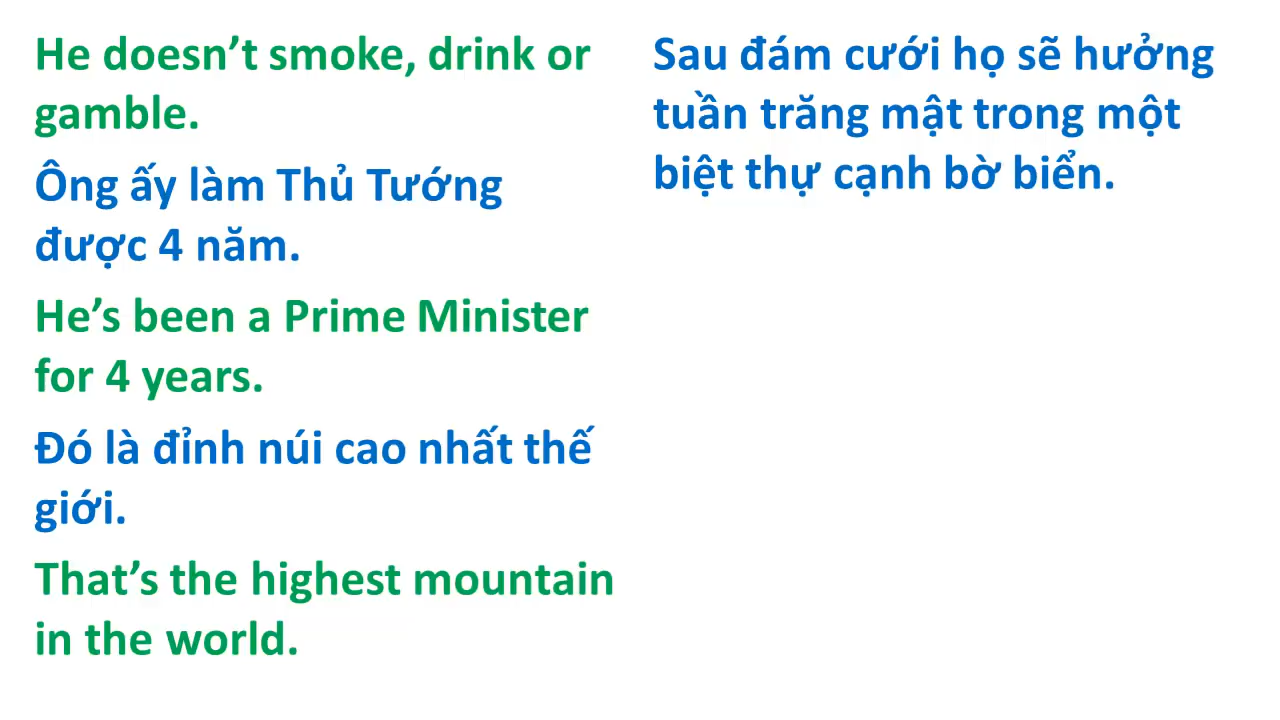 He doesn’t smoke, drink or
gamble.
Ông ấy làm Thủ Tướng
được 4 năm.
He’s been a Prime Minister
for 4 years.
Đó là đỉnh núi cao nhất thế
giới.
That’s the highest mountain
in the world.
Sau đám cưới họ sẽ hưởng
tuần trăng mật trong một
biệt thự cạnh bờ biển.